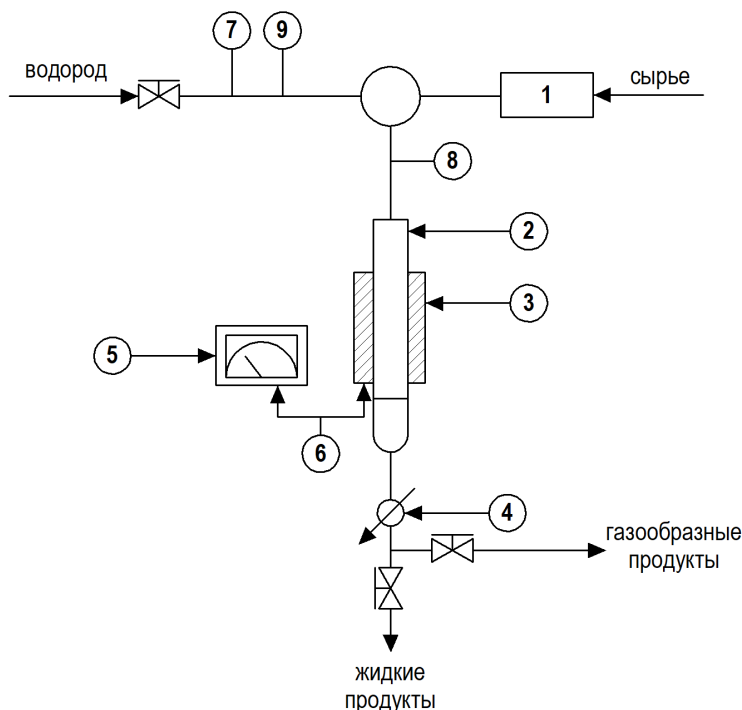 7 9
водород
1
сырье
8
2
3
5
6
4
газообразные
продукты
жидкие
продукты